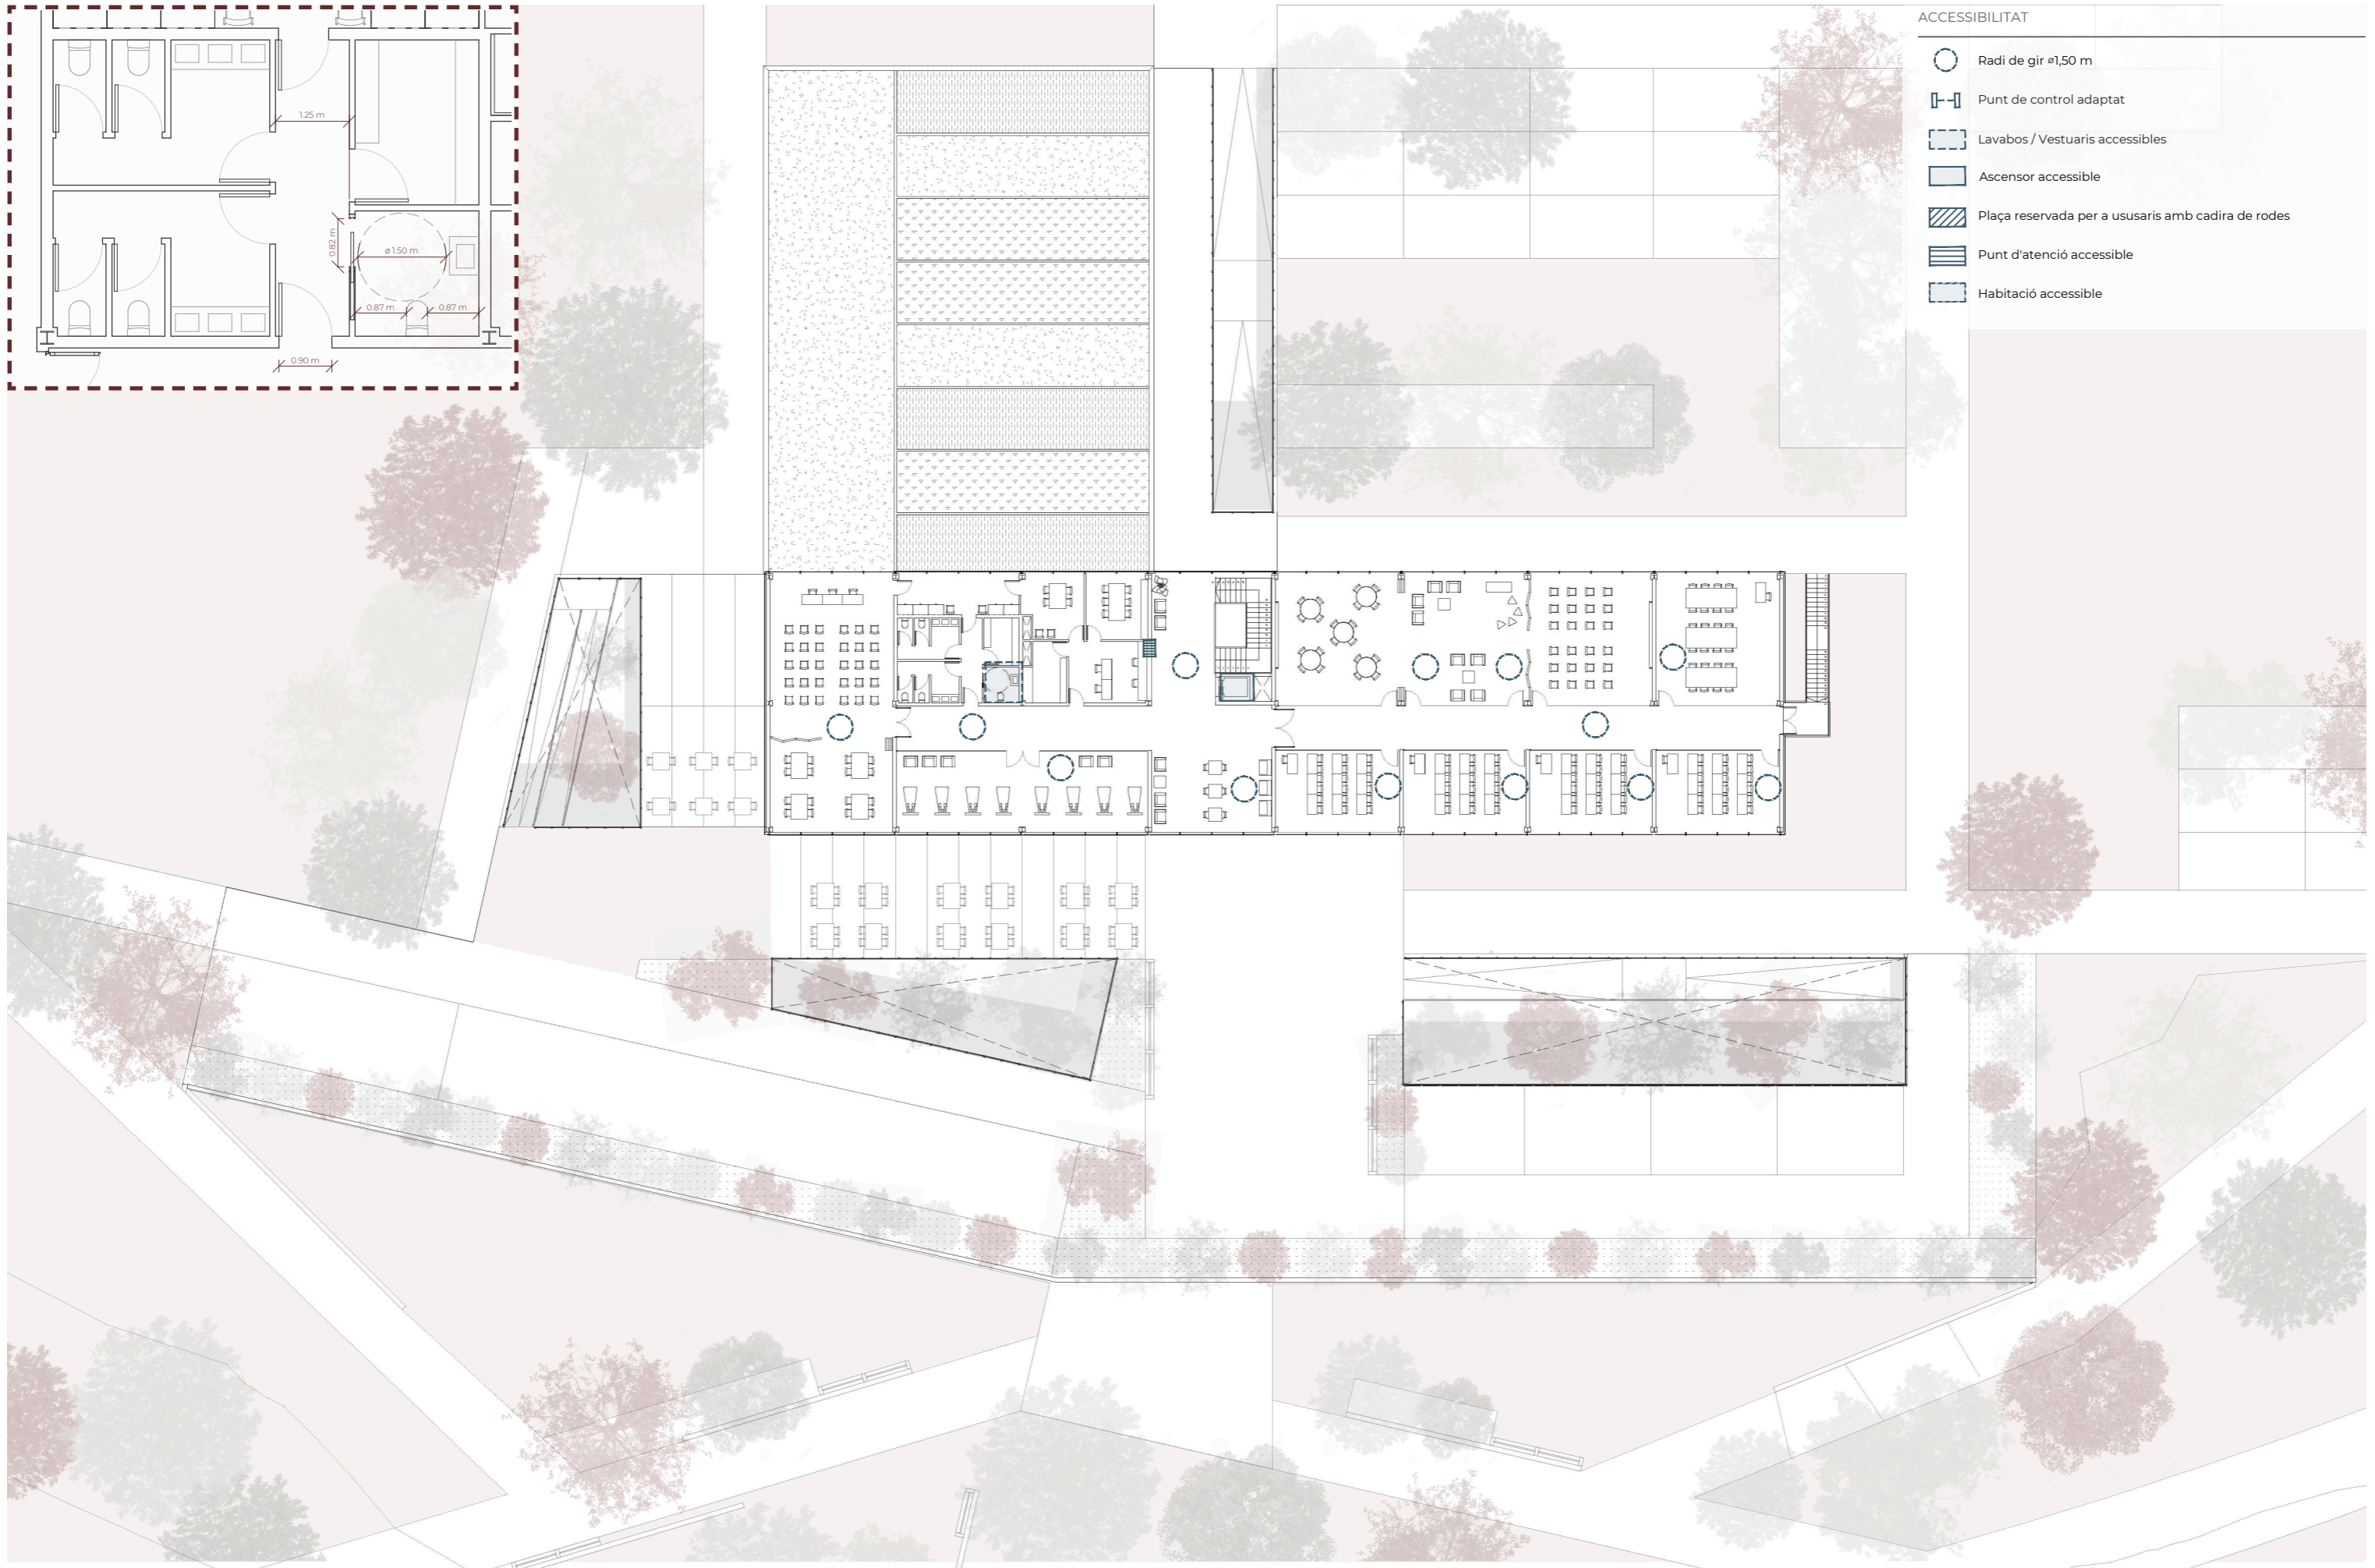 ACCESSIBILITAT
Radi de gir ø1,50 m
Punt de control adaptat
Lavabos / Vestuaris accessibles
Ascensor accessible
Plaça reservada per a ususaris amb cadira de rodes
Punt d'atenció accessible
Habitació accessible
1.25 m
0.82 m
ø 1.50 m
0.87 m
0.87 m
0.90 m